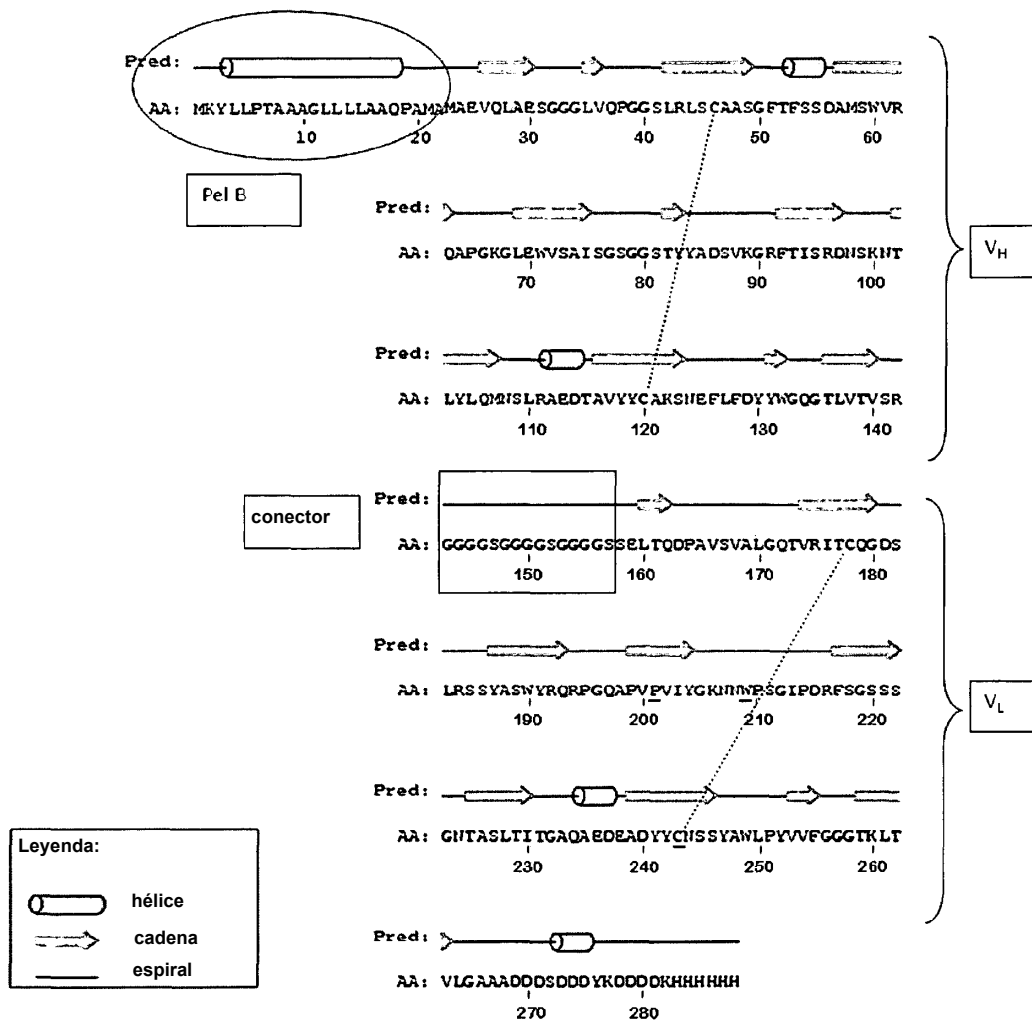 Pred:
AA: MKYLLPTAAAGLLLLAAQPAMAMAEVQLAESGGGLVQPGGSLRLSCAASGFTFSSDAMSWVR
10 20 30 40 50 60
Pel B
Pred:
AA: QAPGKGLEWVSAISGSGGSTYYADSVKGRFTISRDNSKNT
70 80 90 100
VH
Pred:
AA: LYLQMNSLRAEDTAVYYCAKSNEFLFDYYWGQGTLVTVSR
110 120 130 140
conector
Pred:
AA: GGGGSGGGGSGGGGSSELTQDPAVSVALGQTVRITCQGDS
150 160 170 180
Pred:
AA: LRSSYASWYRQRPGQAPVPVIYGKNNWPSGIPDRFSGSSS
190 200 210 220
VL
Pred:
AA: GNTASLTITGAQAEDEADYYCNSSYAWLPYVVFGGGTKLT
230 240 250 260
Leyenda:
hélice
cadena
espiral
Pred:
AA: VLGAAADDDSDDDYKDDDDKHHHHHH
270 280